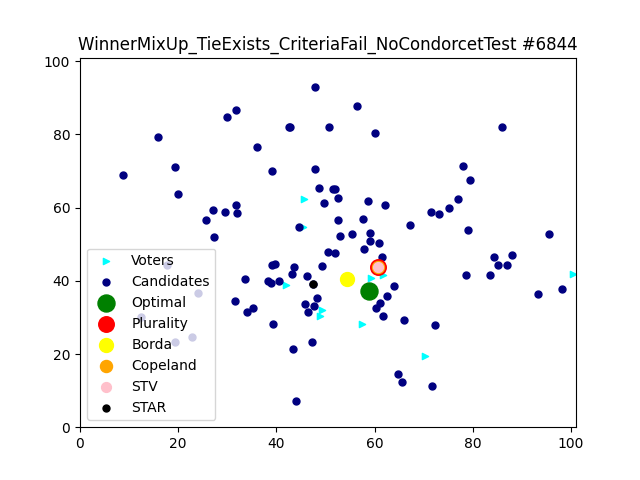 WinnerMixUp_TieExists_CriteriaFail_NoCondorcetTest #6844
100
80
60
40
20
0
Voters
Candidates
Optimal
Plurality
Borda
Copeland
STV
STAR
0 20 40 60 80 100